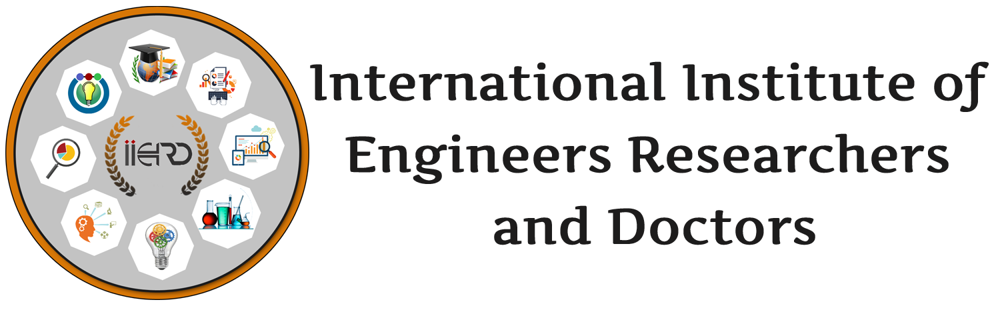 iiERD
International Institute of
Engineers Researchers
and Doctors